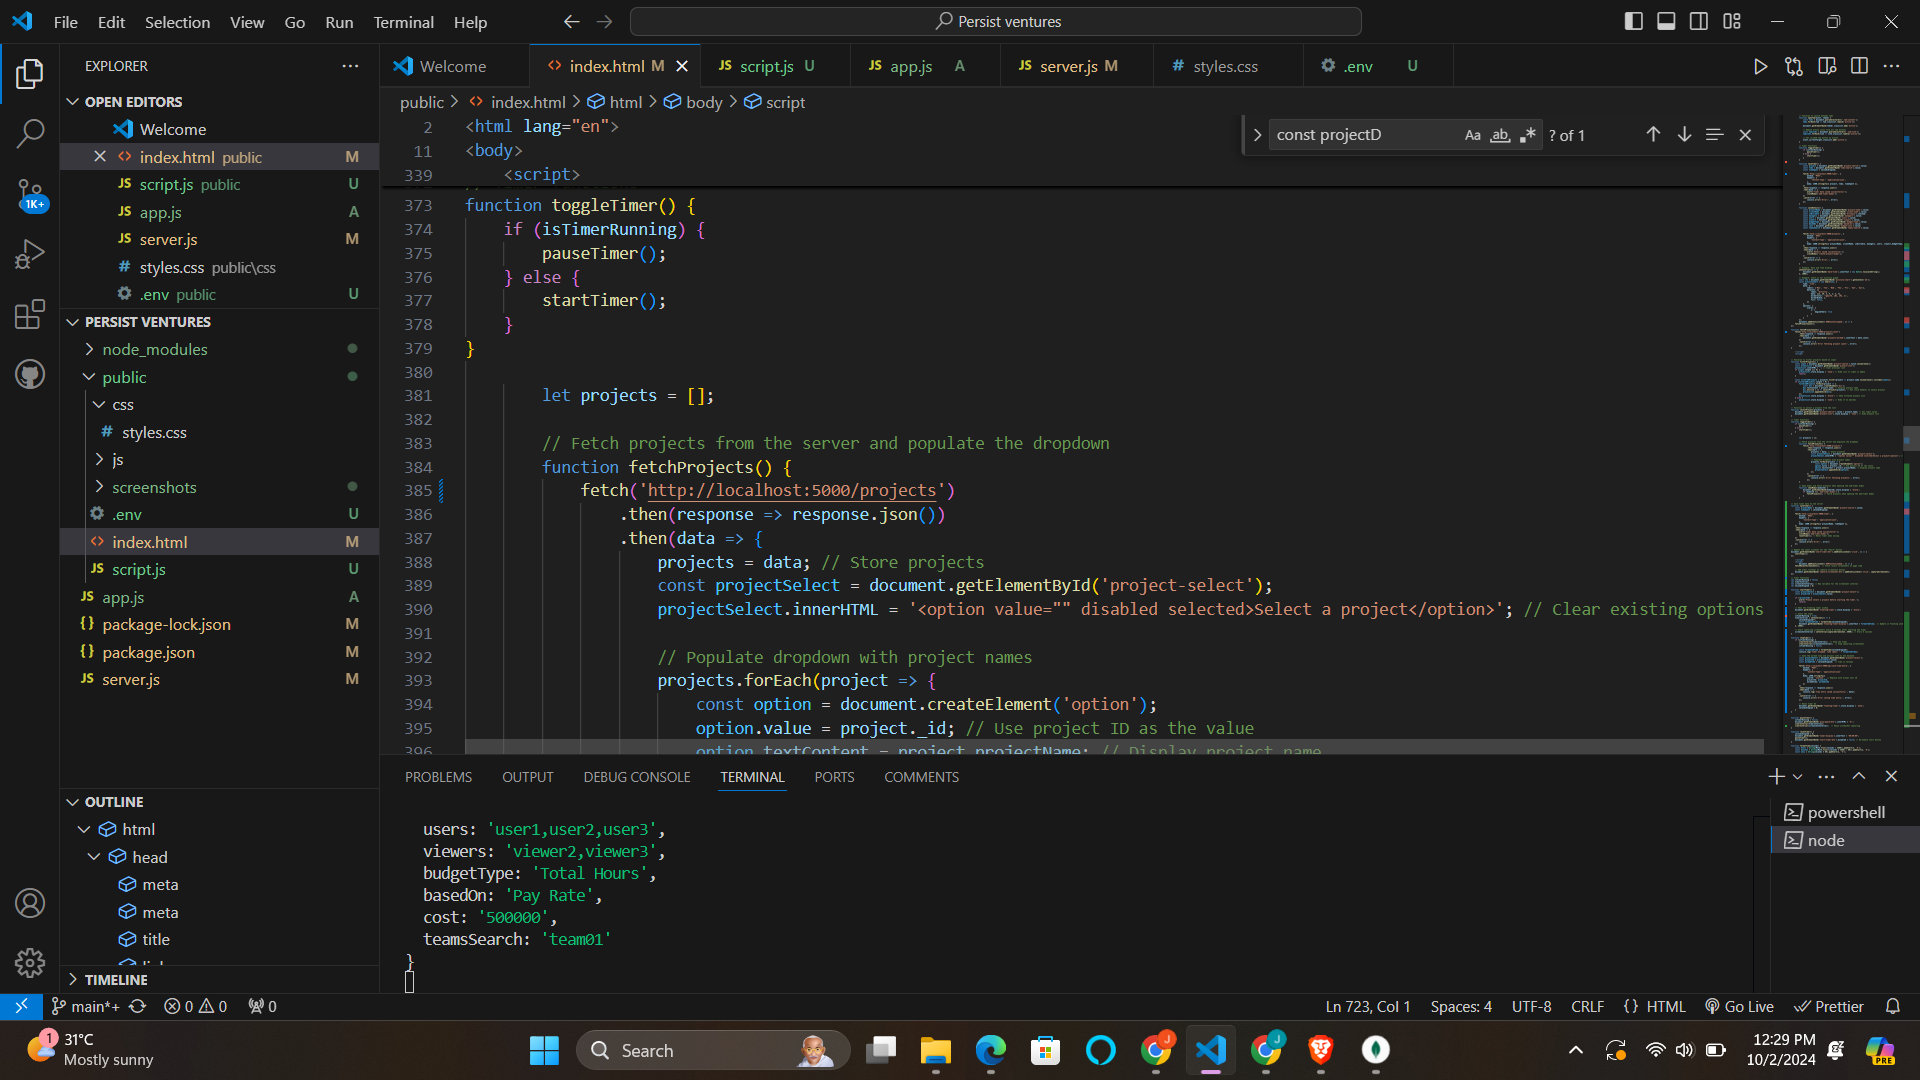 File Edit Selection View Go Run Terminal Help
Persist ventures
EXPLORER
OPEN EDITORS
Welcome
index.html public M
script.js public U
app.js A
server.js M
styles.css public\css
.env public U
PERSIST VENTURES
node_modules
public
css
styles.css
js
screenshots
.env U
index.html M
script.js U
app.js A
package-lock.json M
package.json M
server.js M
OUTLINE
html
head
meta
meta
title
TIMELINE
Welcome index.html M script.js U app.js A server.js M styles.css .env U
public > index.html > html > body > script
const projectD Aa ab ? of 1
2 <html lang="en">
11 <body>
339 <script>
373 function toggleTimer() {
374 if (isTimerRunning) {
375 pauseTimer();
376 } else {
377 startTimer();
378 }
379 }
380
381 let projects = [];
382
383 // Fetch projects from the server and populate the dropdown
384 function fetchProjects() {
385 fetch('http://localhost:5000/projects')
386 .then(response => response.json())
387 .then(data => {
388 projects = data; // Store projects
389 const projectSelect = document.getElementById('project-select');
390 projectSelect.innerHTML = '<option value="" disabled selected>Select a project</option>'; // Clear existing options
391
392 // Populate dropdown with project names
393 projects.forEach(project => {
394 const option = document.createElement('option');
395 option.value = project._id; // Use project ID as the value
396 option.textContent = project.projectName; // Display project name
PROBLEMS OUTPUT DEBUG CONSOLE TERMINAL PORTS COMMENTS
users: 'user1,user2,user3',
viewers: 'viewer2,viewer3',
budgetType: 'Total Hours',
basedOn: 'Pay Rate',
cost: '500000',
teamsSearch: 'team01'
}
powershell
node
1K+
main*+ 0 0 0
Ln 723, Col 1 Spaces: 4 UTF-8 CRLF {} HTML Go Live Prettier
1
31°C
Mostly sunny
Search
J
J
PRE
12:29 PM
10/2/2024